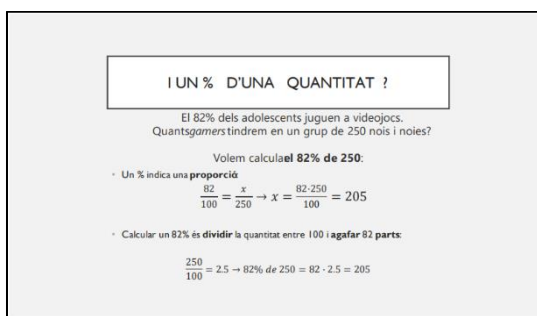 I UN % D'UNA QUANTITAT ?
El 82% dels adolescents juguen a videojocs.
Quantsgamers tindrem en un grup de 250 nois i noies?
Volem calculael 82% de 250:
• Un % indica una proporció:
82/100 = x/250 → x = 82·250/100 = 205
• Calcular un 82% és dividir la quantitat entre 100 i agafar 82 parts:
250/100 = 2.5 → 82% de 250 = 82 · 2.5 = 205